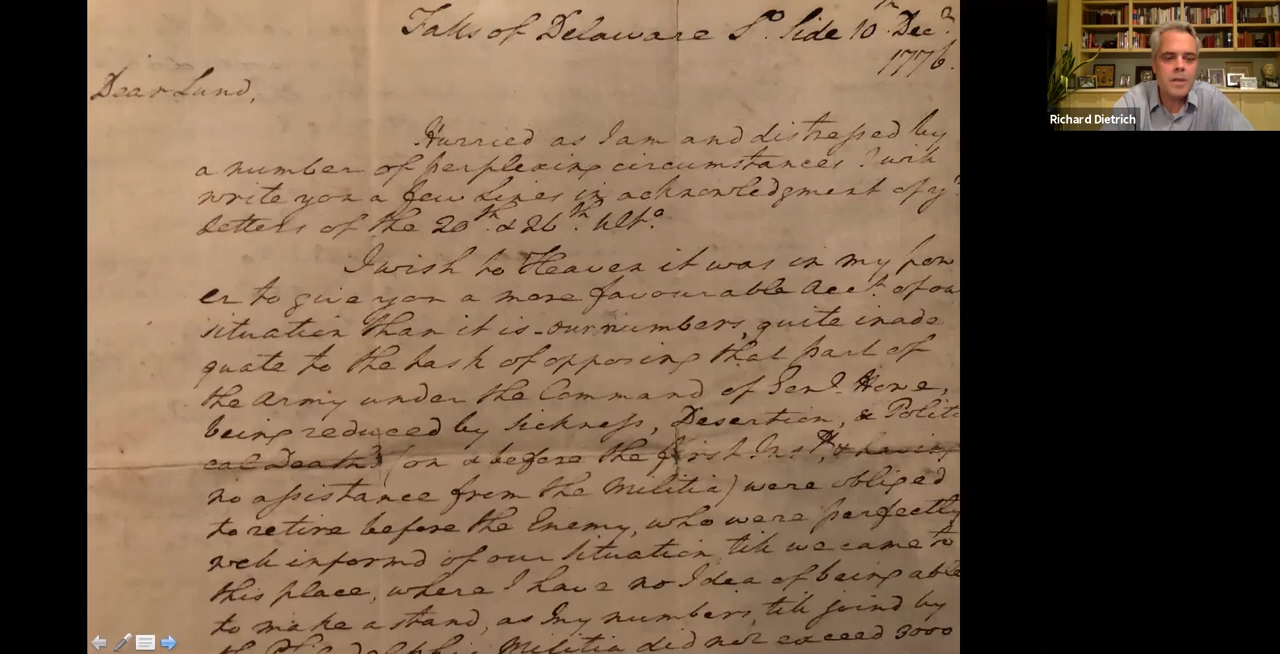 Falls of Delaware So. Side 10th Decr.
1776.
Dear Lund,
Hurried as I am and distressed by
a number of perplexing circumstances I will
write you a few Lines in acknowledgment of yr
Letters of the 20th. & 26th. Ulto.
I wish to Heaven it was in my pow
er to give you a more favourable Acct. of ou
situation than it is - our numbers, quite inade
quate to the task of opposing that part of
the Army under the Command of Genl. Howe,
being reduced by Sickness, Desertion, & Politi
cal Deaths (on & before the first Inst, & having
no assistance from the Militia) were obliged
to retire before the Enemy, who were perfectly
well informd of our Situation till we came to
this place, where I have no Idea of being able
to make a stand, as My numbers, till joind by
the Philadelphia Militia did not exceed 3000
Richard Dietrich